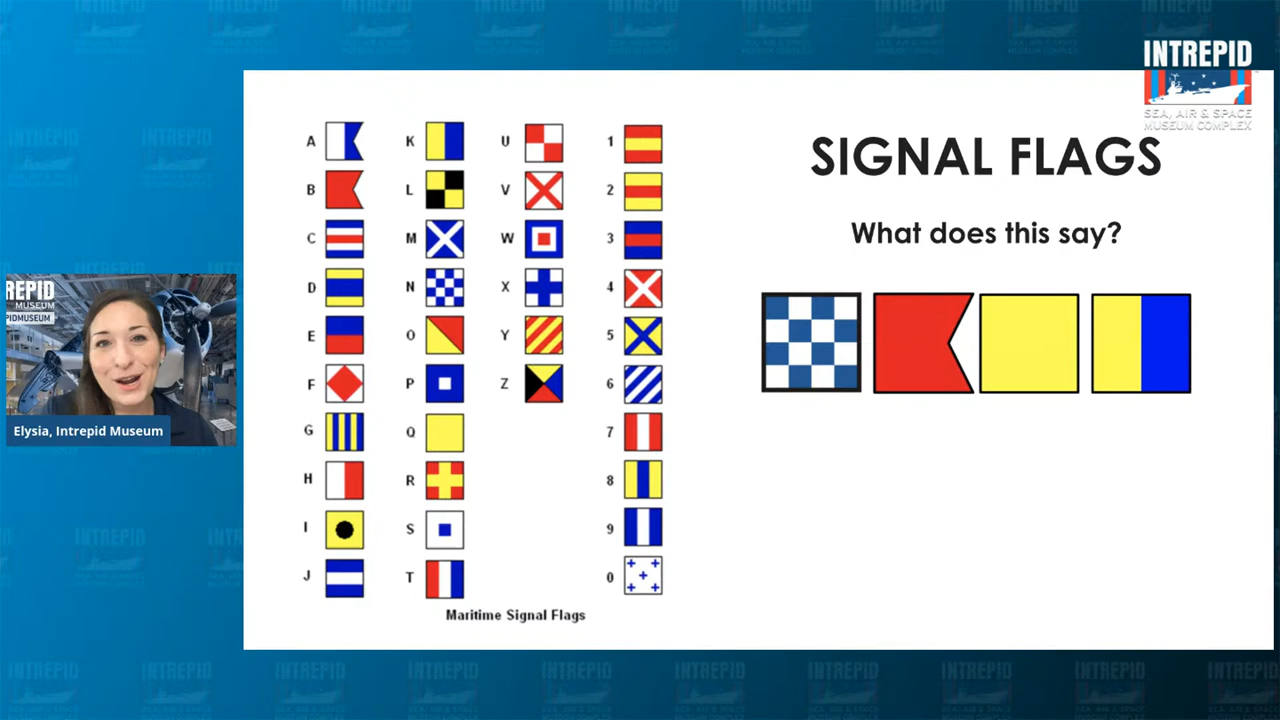 INTREPID
SEA, AIR & SPACE
MUSEUM COMPLEX
SIGNAL FLAGS
What does this say?
A K U 1
B L V 2
C M W 3
D N X 4
E O Y 5
F P Z 6
G Q 7
H R 8
I S 9
J T 0
Maritime Signal Flags
REPID
MUSEUM
PIDMUSEUM
Elysia, Intrepid Museum